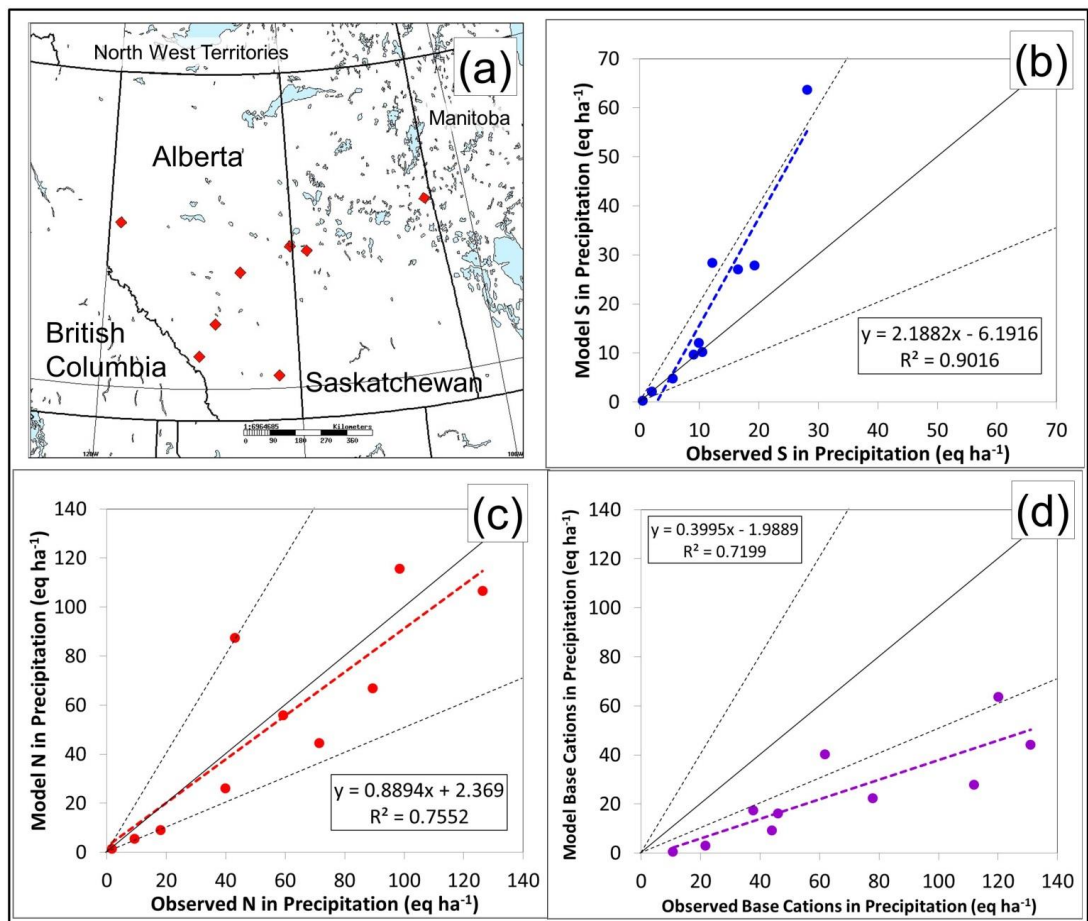 (a)
North West Territories
Manitoba
Alberta
British
Columbia
Saskatchewan
1:6964685 Kilometers
0 90 180 270 360
120W
100W
(b)
Model S in Precipitation (eq ha⁻¹)
70
60
50
40
30
20
10
0
y = 2.1882x - 6.1916
R² = 0.9016
0 10 20 30 40 50 60 70
Observed S in Precipitation (eq ha⁻¹)
(c)
Model N in Precipitation (eq ha⁻¹)
140
120
100
80
60
40
20
0
y = 0.8894x + 2.369
R² = 0.7552
0 20 40 60 80 100 120 140
Observed N in Precipitation (eq ha⁻¹)
(d)
Model Base Cations in Precipitation (eq ha⁻¹)
140
120
100
80
60
40
20
0
y = 0.3995x - 1.9889
R² = 0.7199
0 20 40 60 80 100 120 140
Observed Base Cations in Precipitation (eq ha⁻¹)